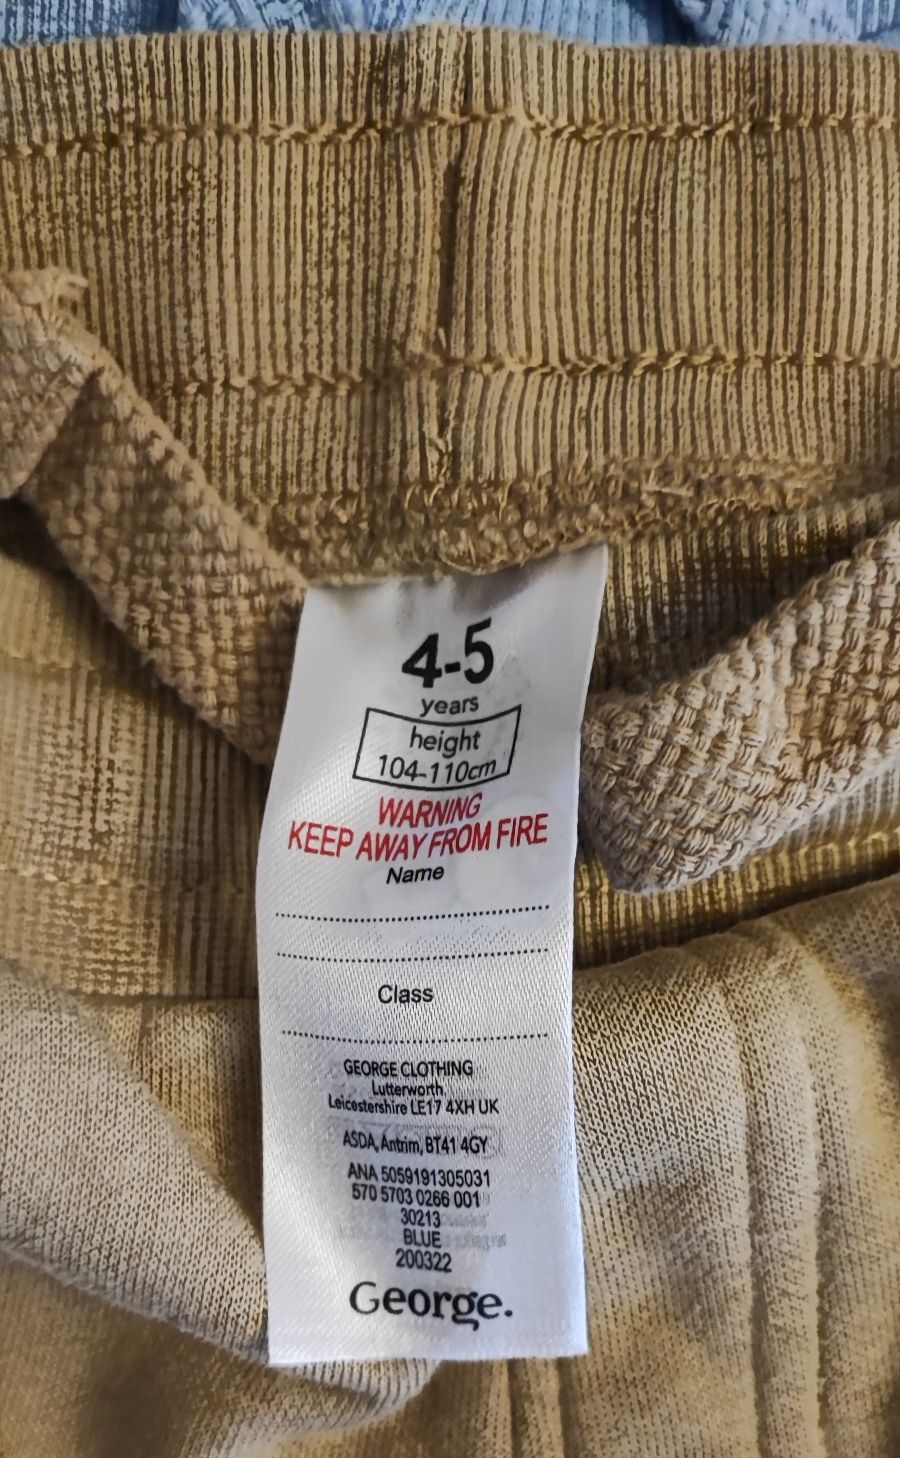 4-5
years
height
104-110cm
WARNING
KEEP AWAY FROM FIRE
Name
Class
GEORGE CLOTHING
Lutterworth
Leicestershire LE17 4XH UK
ASDA, Antrim, BT41 4GY
ANA 5059191305031
570 5703 0266 001
30213
BLUE
200322
George.